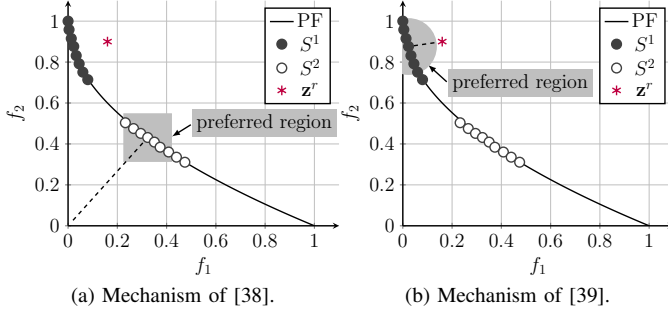 1
0.8
0.6
0.4
0.2
0
0 0.2 0.4 0.6 0.8 1
f₂
f₁
PF
S¹
S²
zʳ
preferred region
(a) Mechanism of [38].
1
0.8
0.6
0.4
0.2
0
0 0.2 0.4 0.6 0.8 1
f₂
f₁
PF
S¹
S²
zʳ
preferred region
(b) Mechanism of [39].